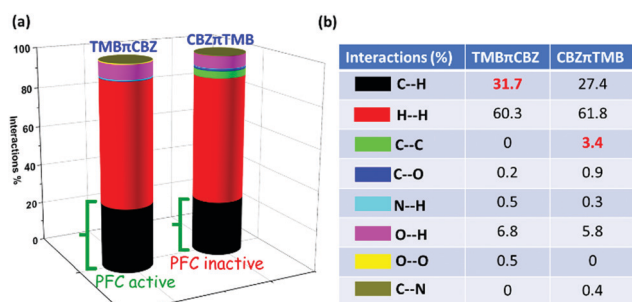 (a)
TMBπCBZ
CBZπTMB
Interactions %
100
80
60
40
20
0
PFC active
PFC inactive
(b)
Interactions (%) TMBπCBZ CBZπTMB
C--H 31.7 27.4
H--H 60.3 61.8
C--C 0 3.4
C--O 0.2 0.9
N--H 0.5 0.3
O--H 6.8 5.8
O--O 0.5 0
C--N 0 0.4